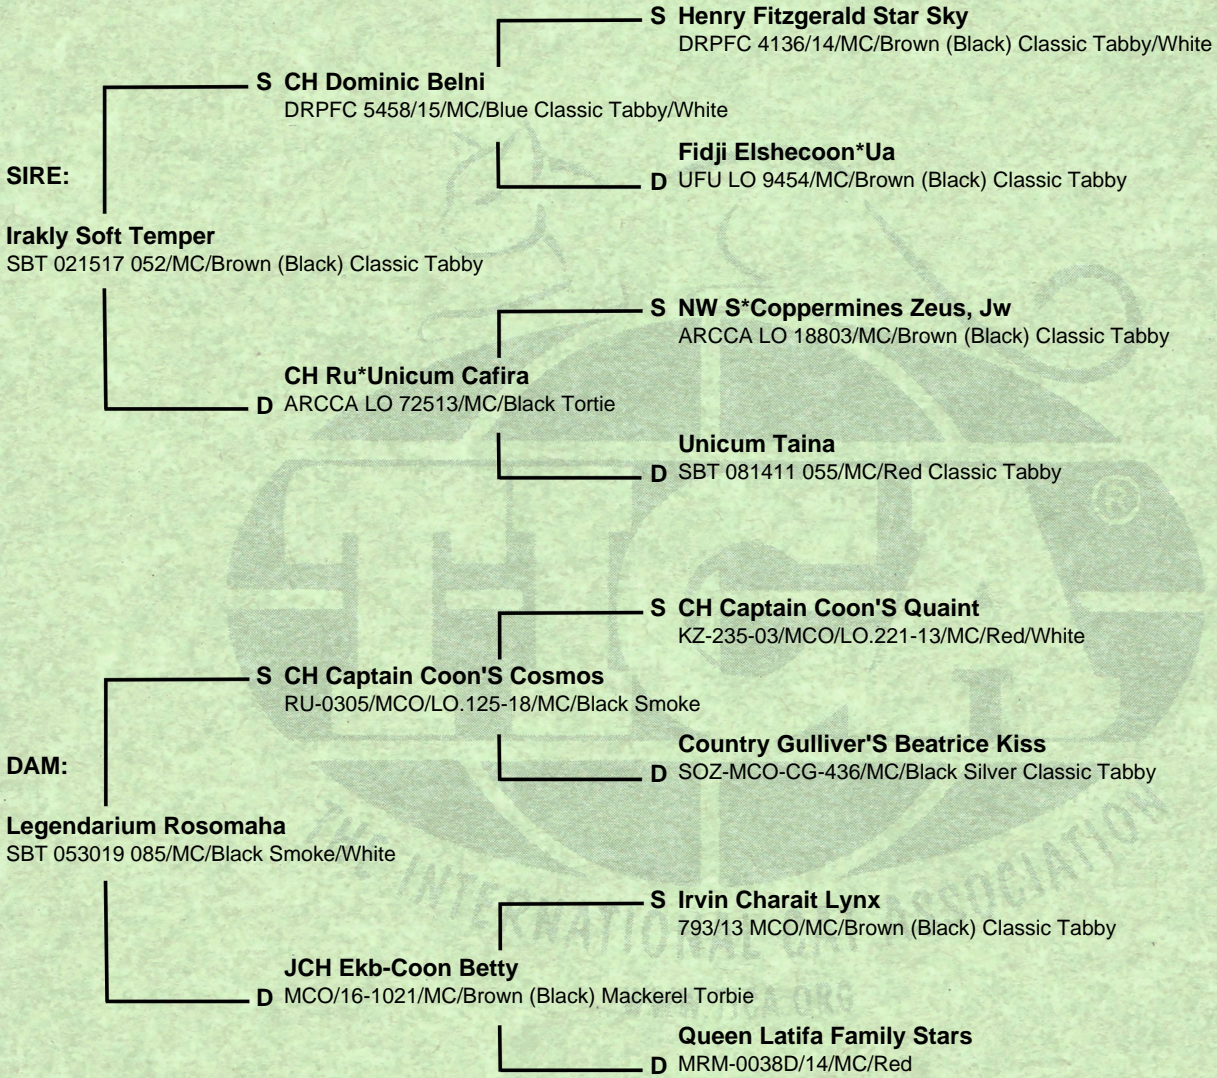 S Henry Fitzgerald Star Sky
DRPFC 4136/14/MC/Brown (Black) Classic Tabby/White
S CH Dominic Belni
DRPFC 5458/15/MC/Blue Classic Tabby/White
Fidji Elshecoon*Ua
D UFU LO 9454/MC/Brown (Black) Classic Tabby
SIRE:
Irakly Soft Temper
SBT 021517 052/MC/Brown (Black) Classic Tabby
S NW S*Coppermines Zeus, Jw
ARCCA LO 18803/MC/Brown (Black) Classic Tabby
CH Ru*Unicum Cafira
D ARCCA LO 72513/MC/Black Tortie
Unicum Taina
D SBT 081411 055/MC/Red Classic Tabby
S CH Captain Coon'S Quaint
KZ-235-03/MCO/LO.221-13/MC/Red/White
S CH Captain Coon'S Cosmos
RU-0305/MCO/LO.125-18/MC/Black Smoke
Country Gulliver'S Beatrice Kiss
D SOZ-MCO-CG-436/MC/Black Silver Classic Tabby
DAM:
Legendarium Rosomaha
SBT 053019 085/MC/Black Smoke/White
S Irvin Charait Lynx
793/13 MCO/MC/Brown (Black) Classic Tabby
JCH Ekb-Coon Betty
D MCO/16-1021/MC/Brown (Black) Mackerel Torbie
Queen Latifa Family Stars
D MRM-0038D/14/MC/Red
TICA
®
THE INTERNATIONAL CAT ASSOCIATION
WWW.TICA.ORG